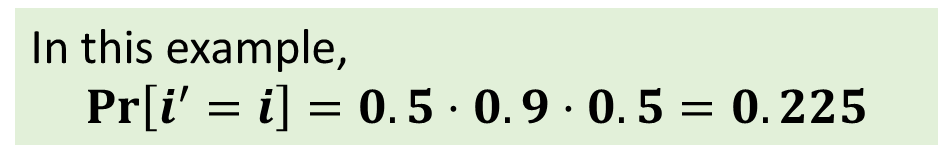 In this example,
Pr[i′ = i] = 0.5 · 0.9 · 0.5 = 0.225